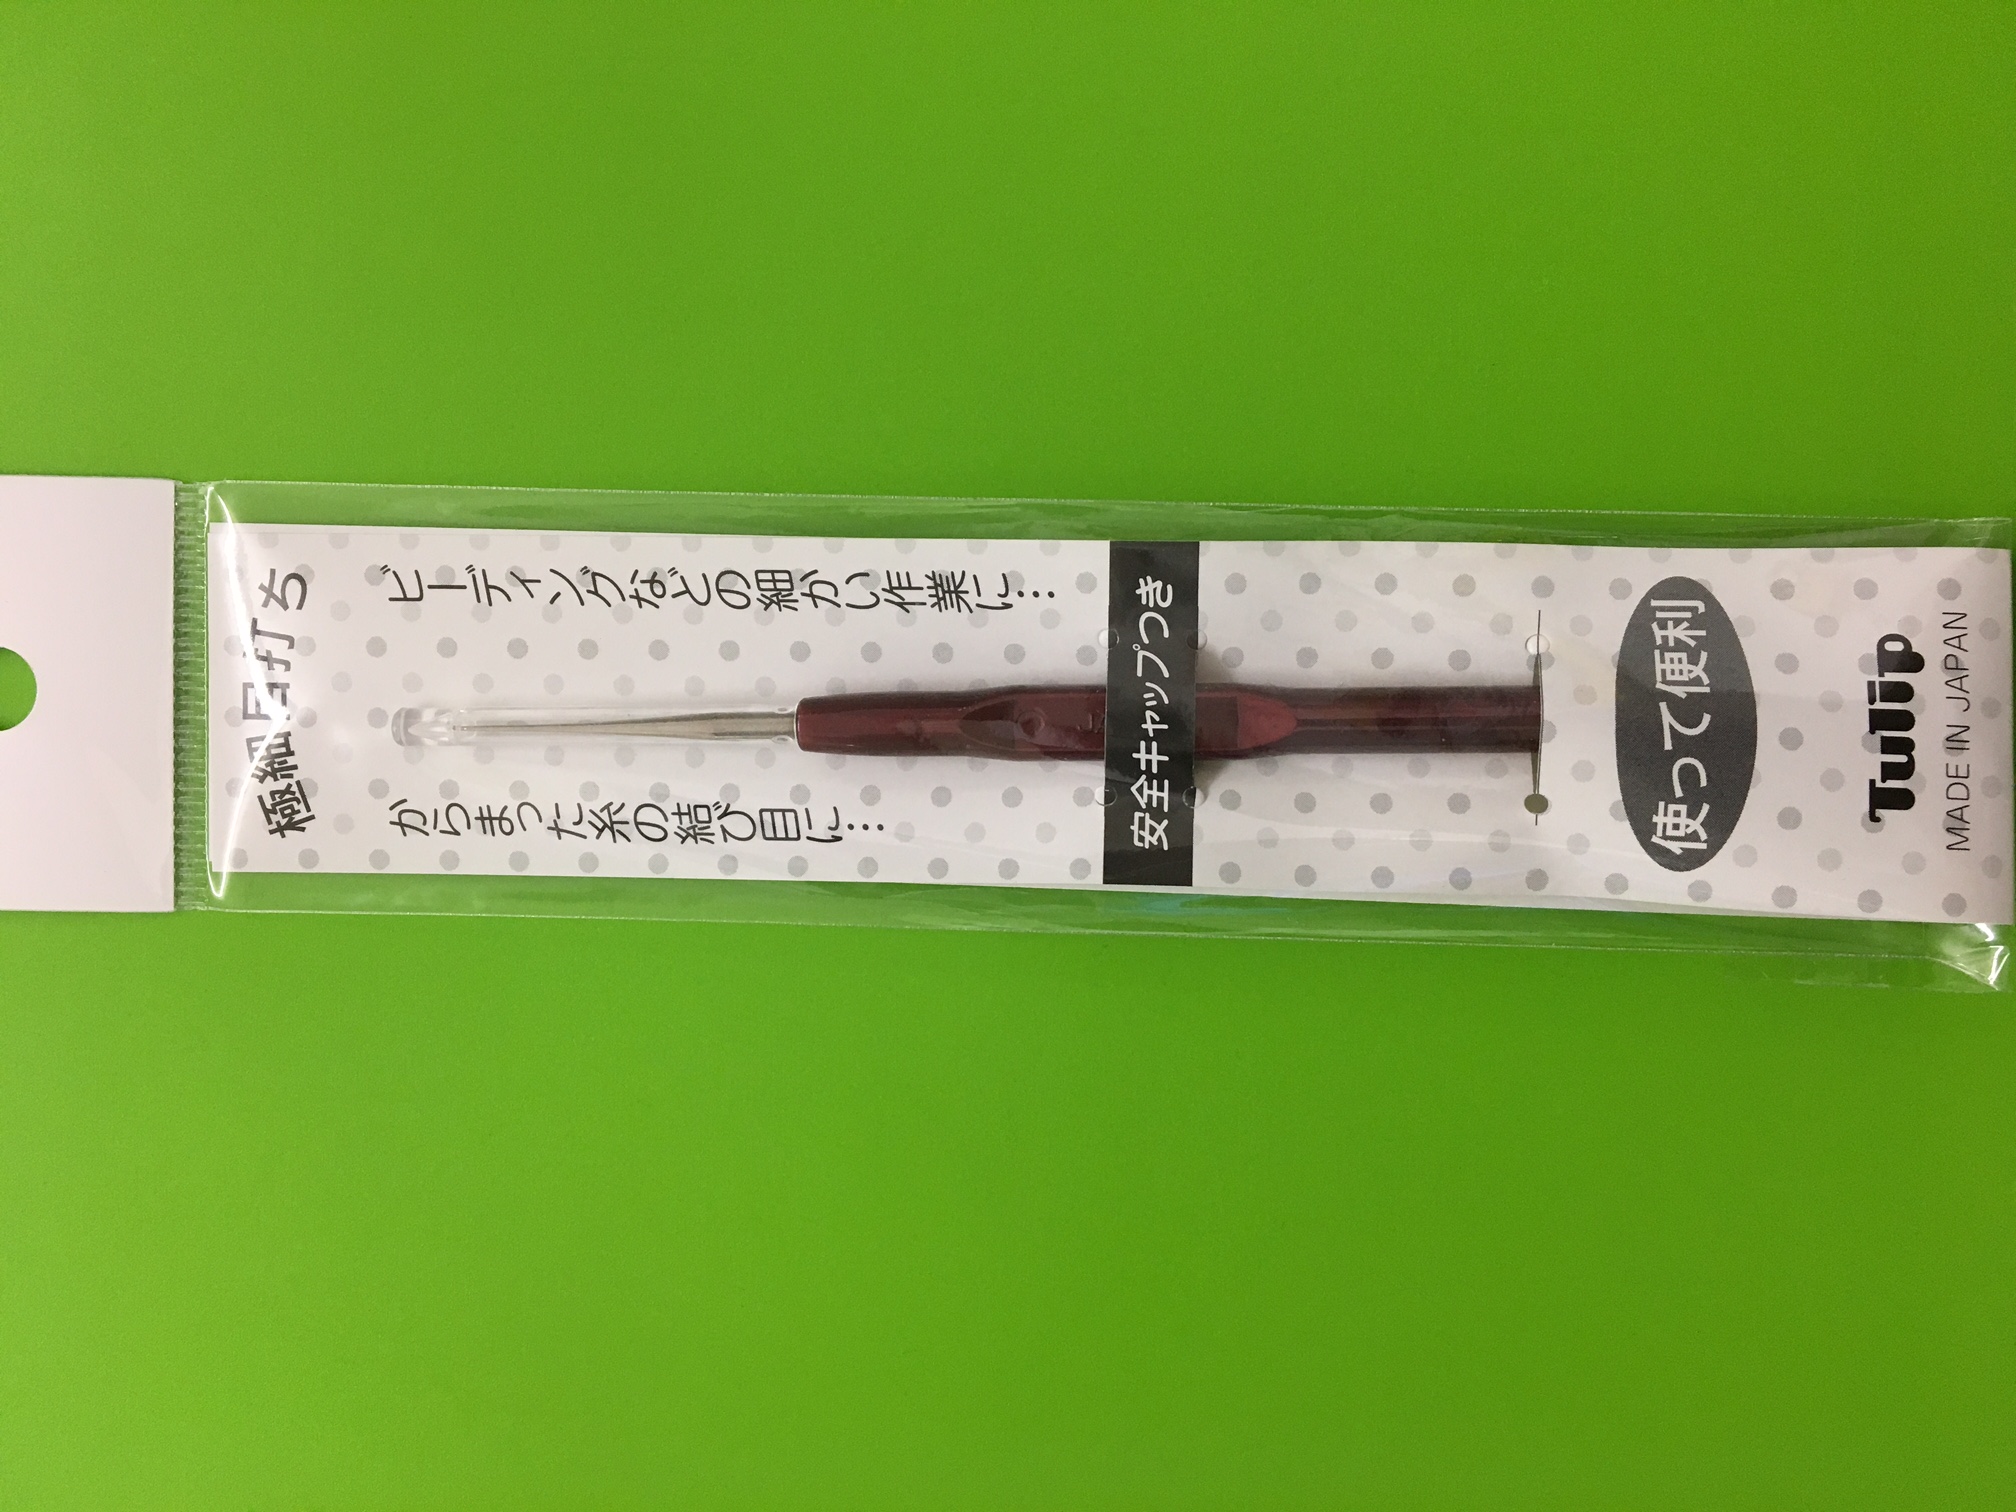 極細目打ち
ビーディングなどの細かい作業に…
からまった糸の結び目に…
安全キャップつき
使って便利
Tulip
MADE IN JAPAN